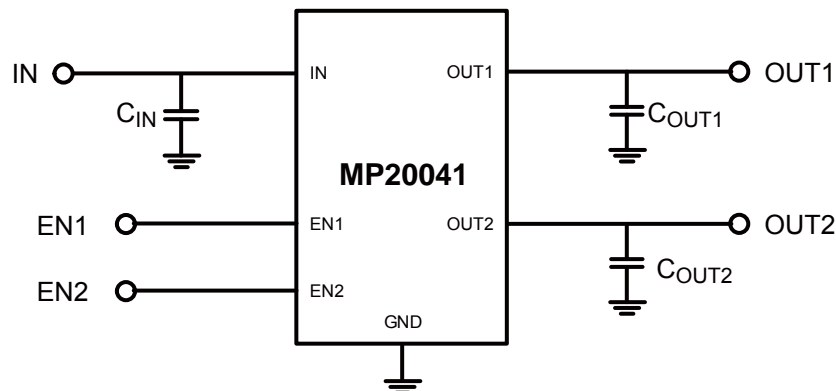 IN
IN
OUT1
OUT1
C_IN
C_OUT1
MP20041
EN1
EN1
OUT2
OUT2
EN2
EN2
C_OUT2
GND